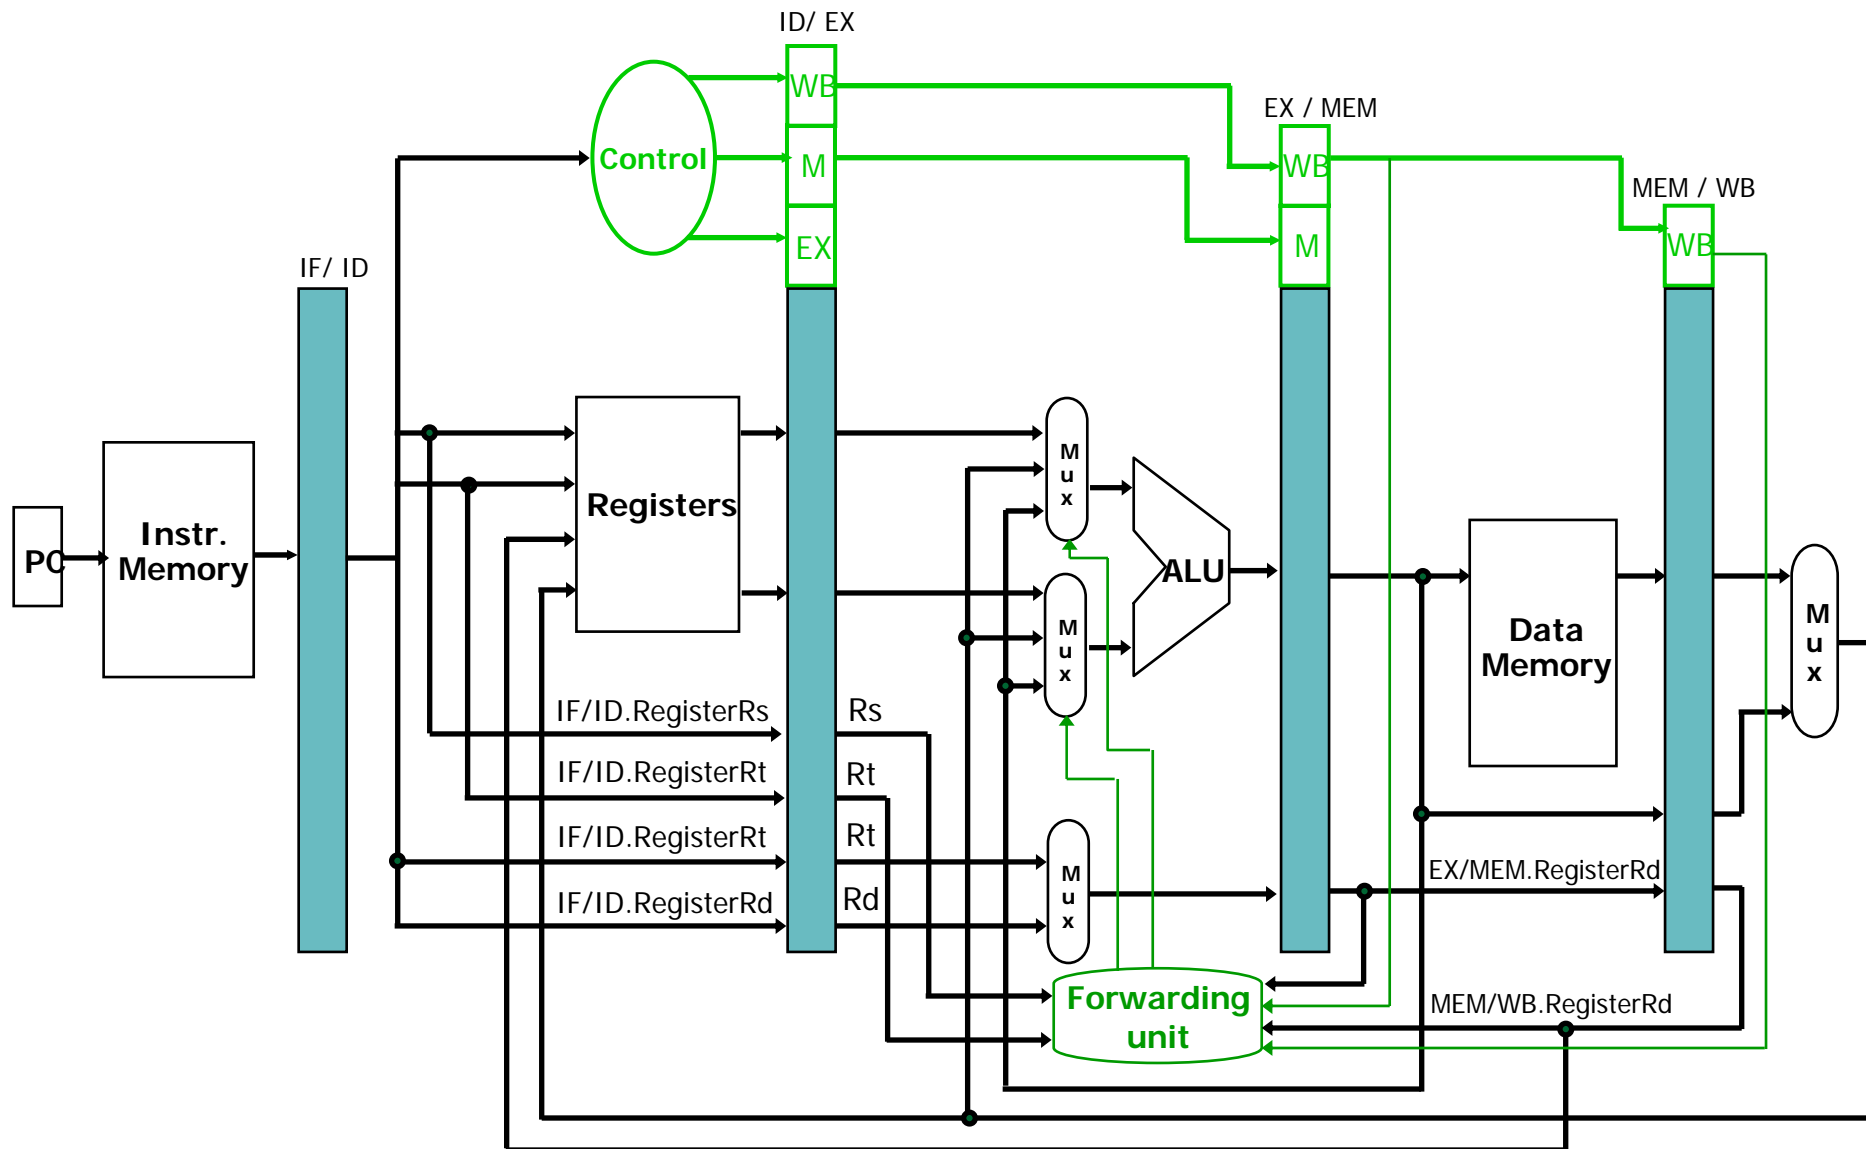 ID/ EX
WB
EX / MEM
Control
M
WB
MEM / WB
EX
M
WB
IF/ ID
M
u
x
Registers
PC
Instr.
Memory
ALU
M
u
x
Data
Memory
M
u
x
IF/ID.RegisterRs
Rs
IF/ID.RegisterRt
Rt
IF/ID.RegisterRt
Rt
IF/ID.RegisterRd
Rd
M
u
x
EX/MEM.RegisterRd
Forwarding
unit
MEM/WB.RegisterRd